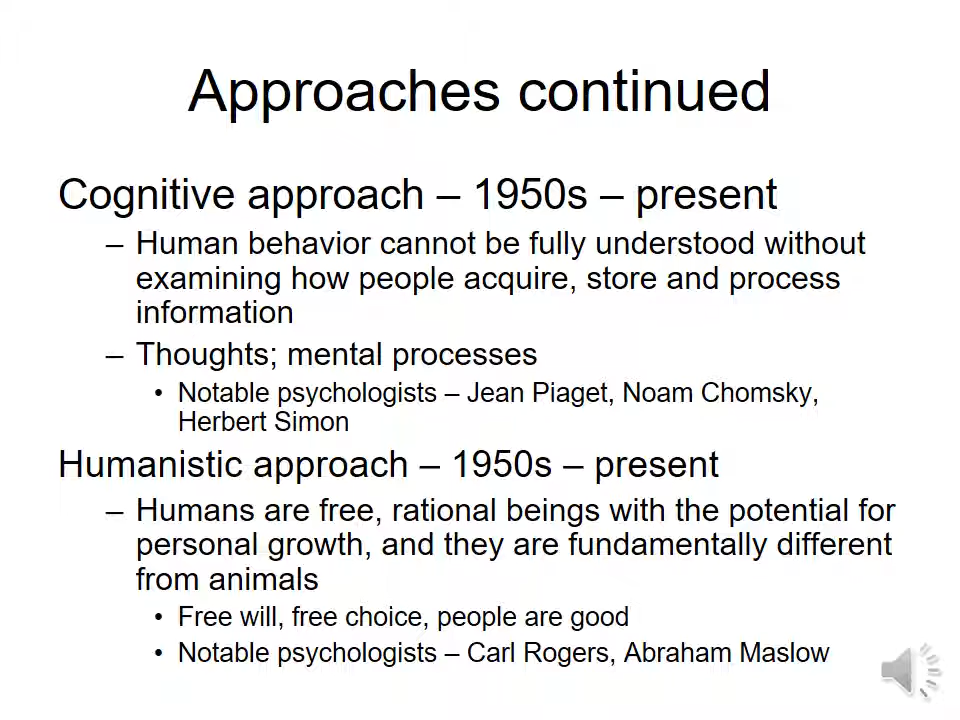 Approaches continued
Cognitive approach – 1950s – present
– Human behavior cannot be fully understood without
examining how people acquire, store and process
information
– Thoughts; mental processes
• Notable psychologists – Jean Piaget, Noam Chomsky,
Herbert Simon
Humanistic approach – 1950s – present
– Humans are free, rational beings with the potential for
personal growth, and they are fundamentally different
from animals
• Free will, free choice, people are good
• Notable psychologists – Carl Rogers, Abraham Maslow